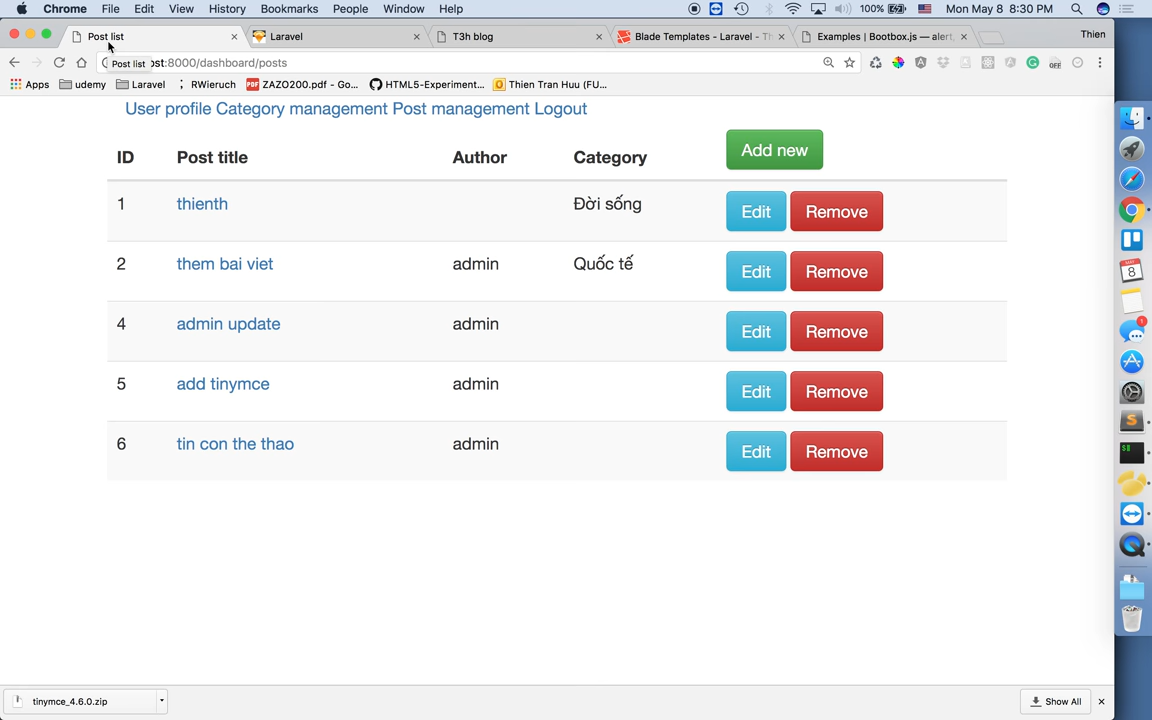 Chrome File Edit View History Bookmarks People Window Help 100% Mon May 8 8:30 PM
Post list Laravel T3h blog Blade Templates - Laravel - Th Examples | Bootbox.js — alert, Thien
Post list st:8000/dashboard/posts
Apps udemy Laravel RWieruch ZAZO200.pdf - Go... HTML5-Experiment... Thien Tran Huu (FU...
User profile Category management Post management Logout
ID Post title Author Category Add new
1 thienth Đời sống Edit Remove
2 them bai viet admin Quốc tế Edit Remove
4 admin update admin Edit Remove
5 add tinymce admin Edit Remove
6 tin con the thao admin Edit Remove
tinymce_4.6.0.zip Show All